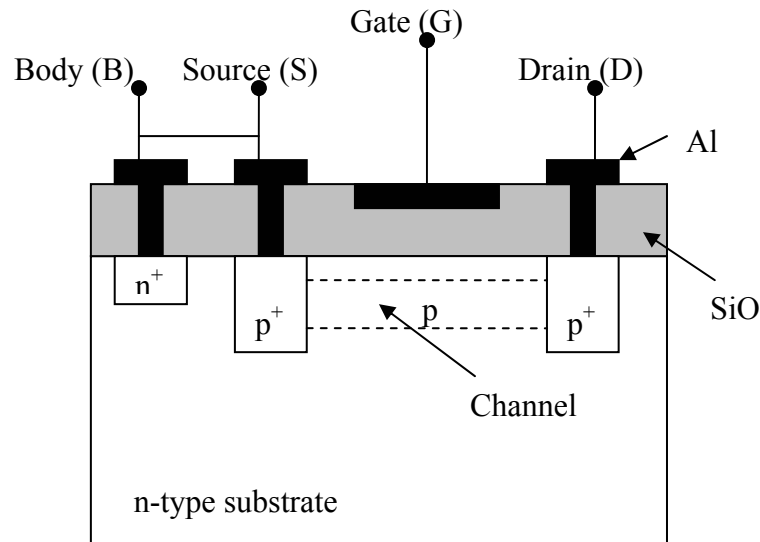 Gate (G)
Body (B)
Source (S)
Drain (D)
Al
n+
p+
p
p+
SiO
Channel
n-type substrate